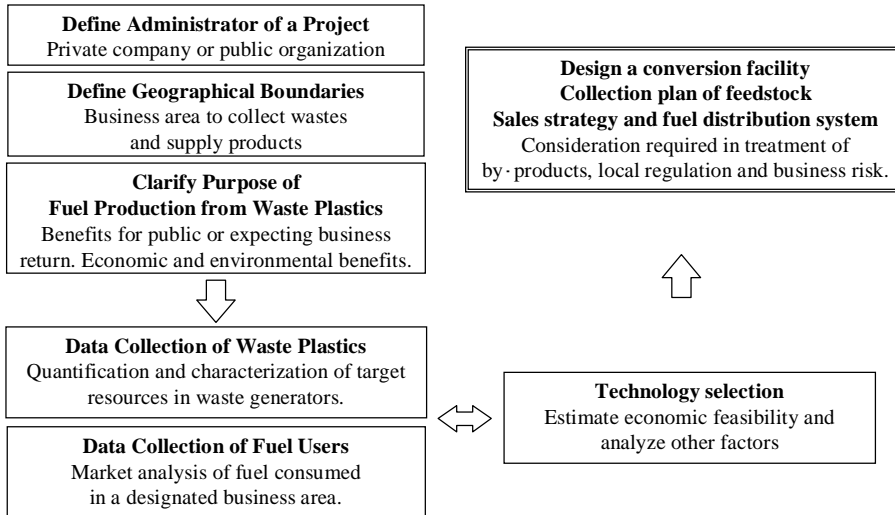 Define Administrator of a Project
Private company or public organization
Define Geographical Boundaries
Business area to collect wastes
and supply products
Clarify Purpose of
Fuel Production from Waste Plastics
Benefits for public or expecting business
return. Economic and environmental benefits.
Data Collection of Waste Plastics
Quantification and characterization of target
resources in waste generators.
Data Collection of Fuel Users
Market analysis of fuel consumed
in a designated business area.
Technology selection
Estimate economic feasibility and
analyze other factors
Design a conversion facility
Collection plan of feedstock
Sales strategy and fuel distribution system
Consideration required in treatment of
by·products, local regulation and business risk.